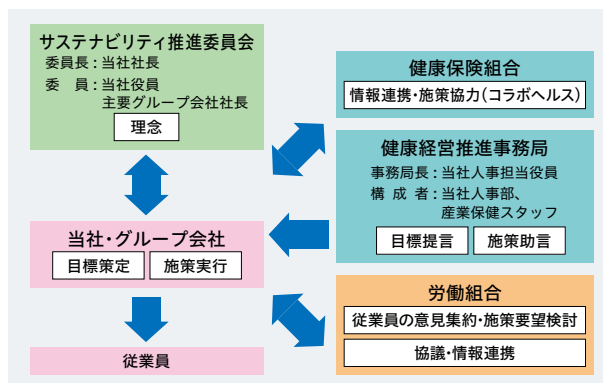 サステナビリティ推進委員会
委員長：当社社長
委　員：当社役員
主要グループ会社社長
理念
当社・グループ会社
目標策定
施策実行
従業員
健康保険組合
情報連携・施策協力（コラボヘルス）
健康経営推進事務局
事務局長：当社人事担当役員
構成者：当社人事部、
産業保健スタッフ
目標提言
施策助言
労働組合
従業員の意見集約・施策要望検討
協議・情報連携